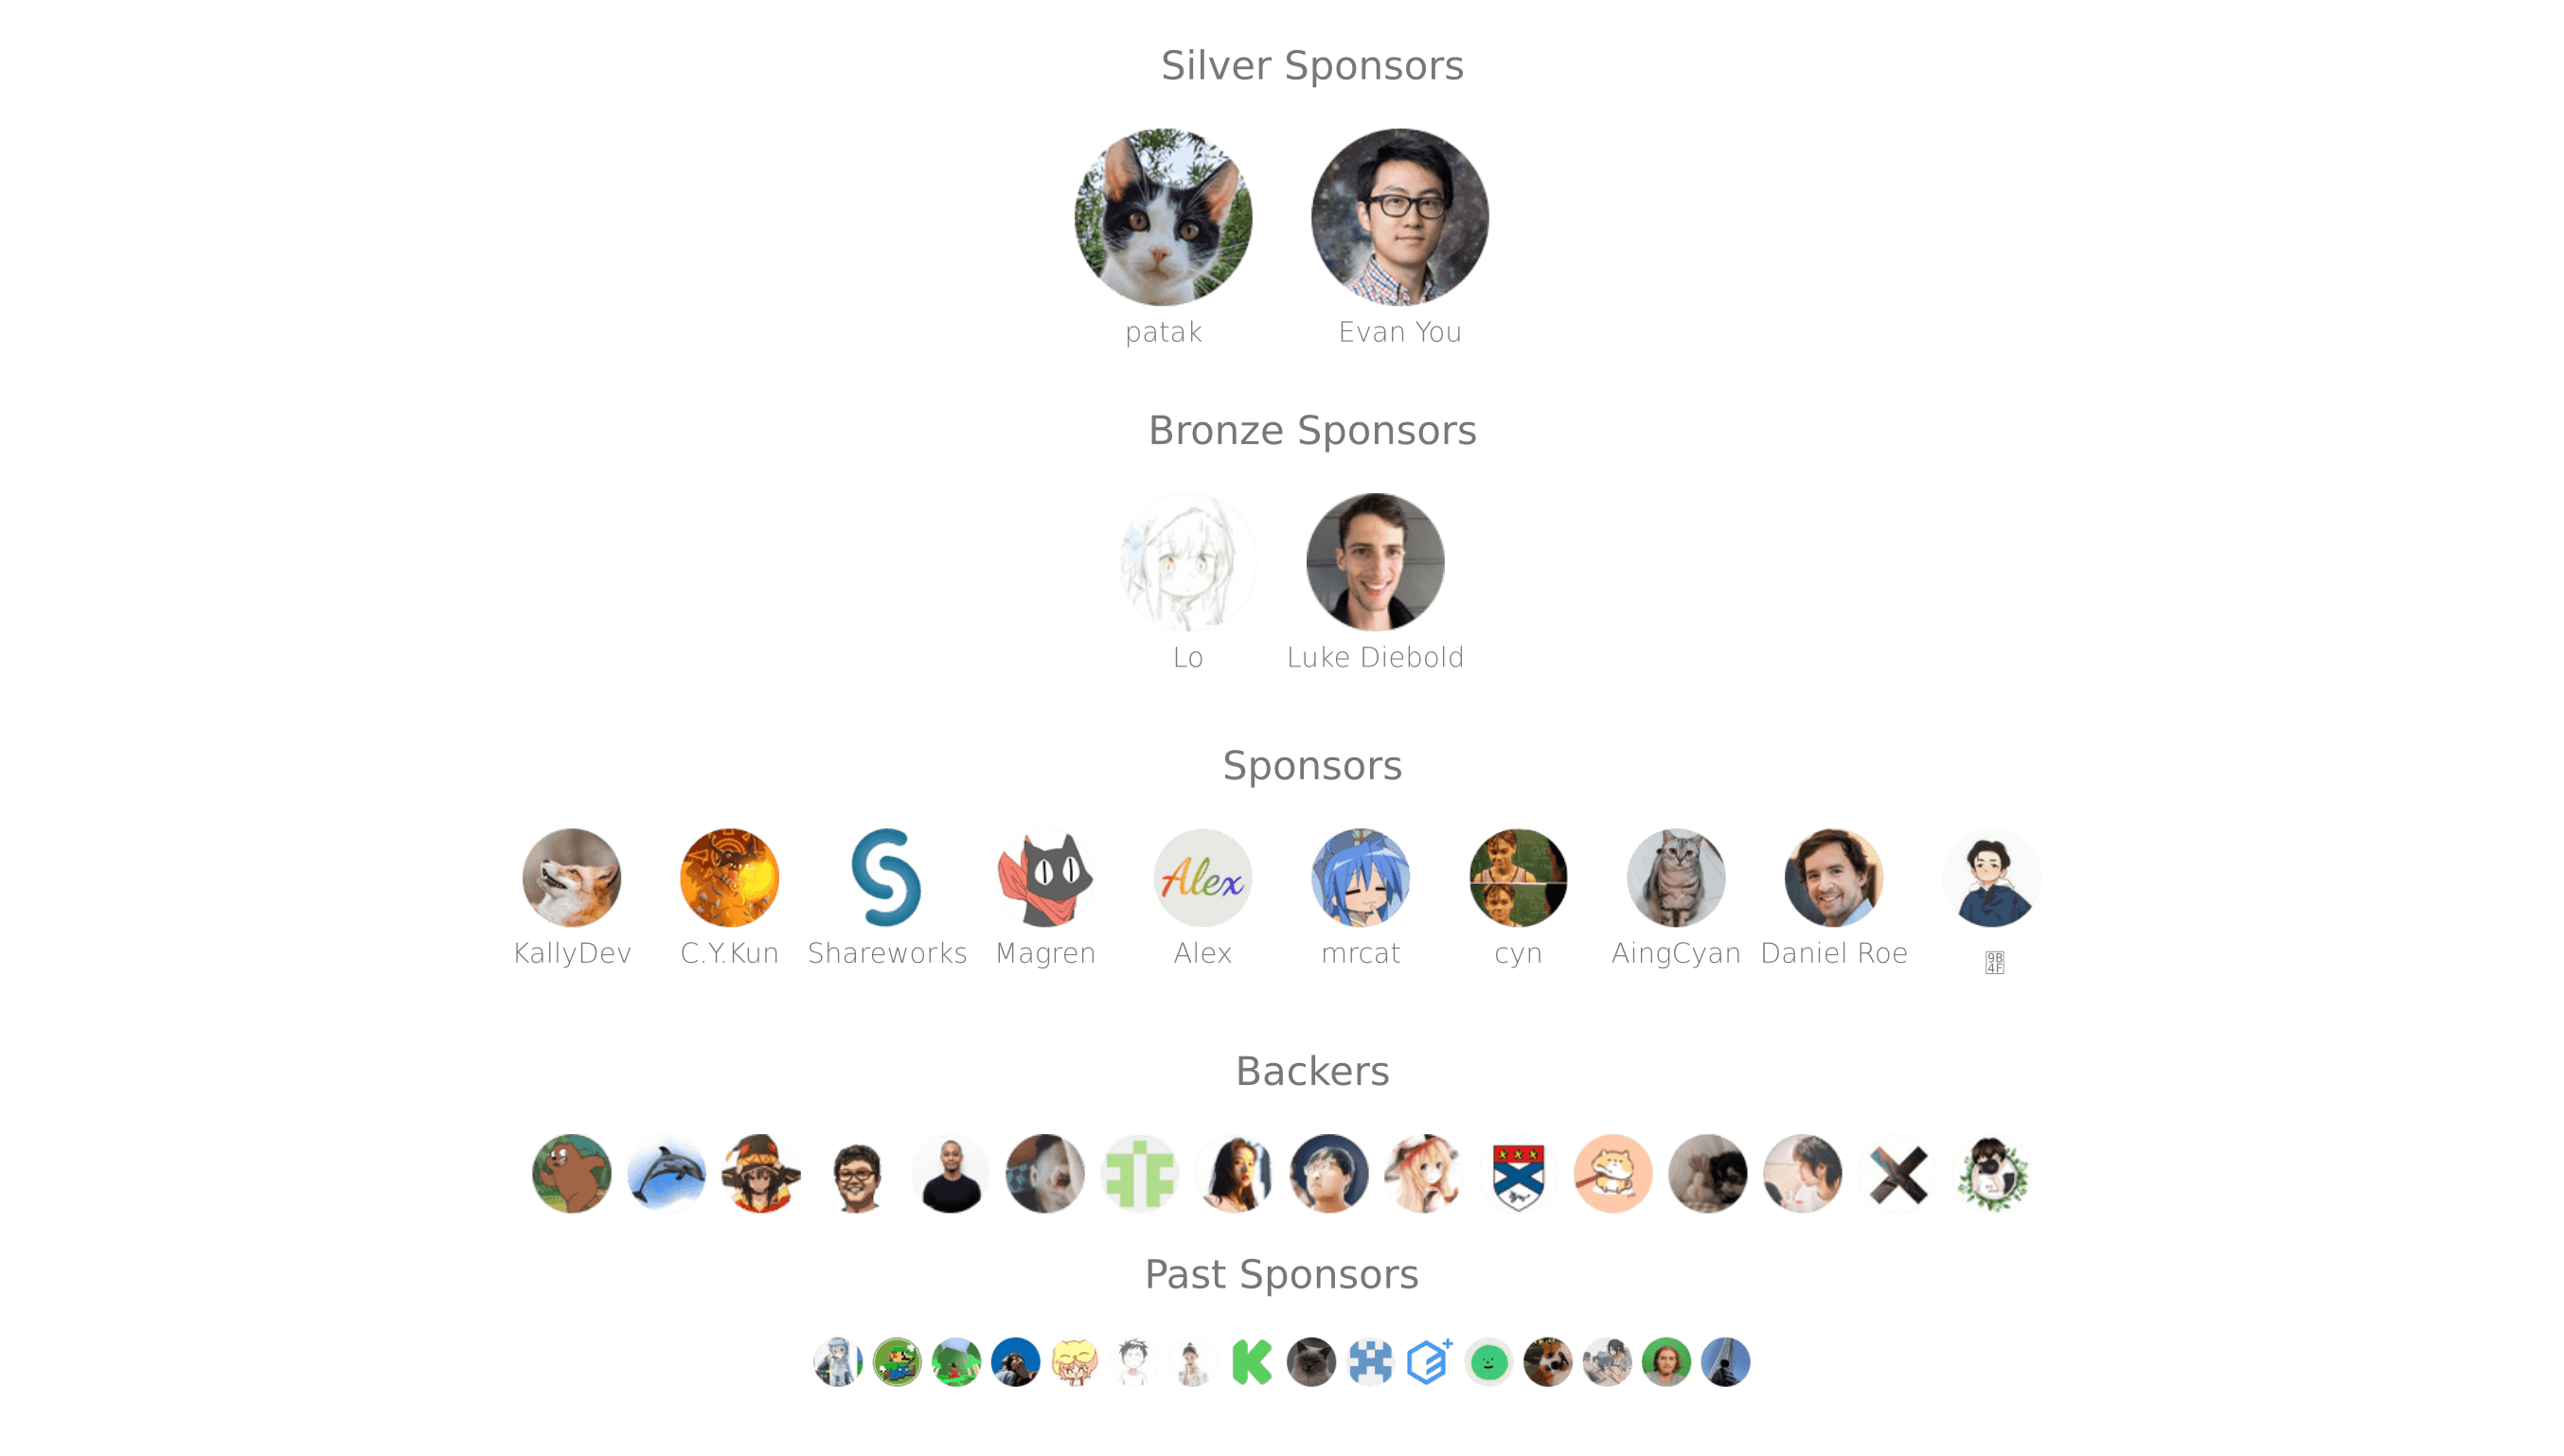 Silver Sponsors
patak Evan You
Bronze Sponsors
Lo Luke Diebold
Sponsors
Alex
KallyDev C.Y.Kun Shareworks Magren Alex mrcat cyn AingCyan Daniel Roe
Backers
Past Sponsors